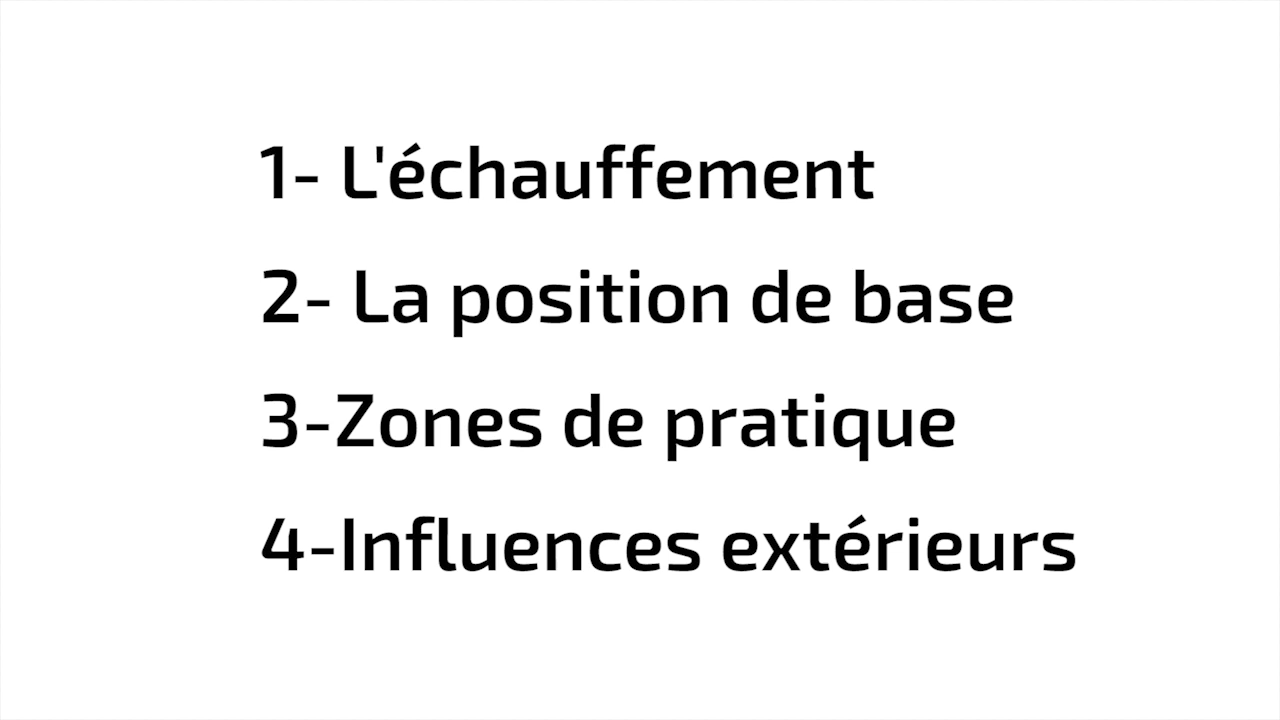 1- L'échauffement
2- La position de base
3-Zones de pratique
4-Influences extérieurs